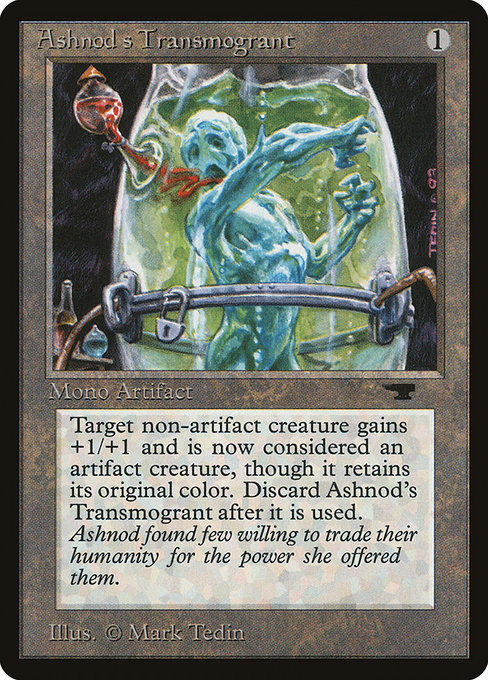 Ashnod's Transmogrant 1
TEDIN © 93
Mono Artifact
Target non-artifact creature gains
+1/+1 and is now considered an
artifact creature, though it retains
its original color. Discard Ashnod's
Transmogrant after it is used.
Ashnod found few willing to trade their
humanity for the power she offered
them.
Illus. © Mark Tedin